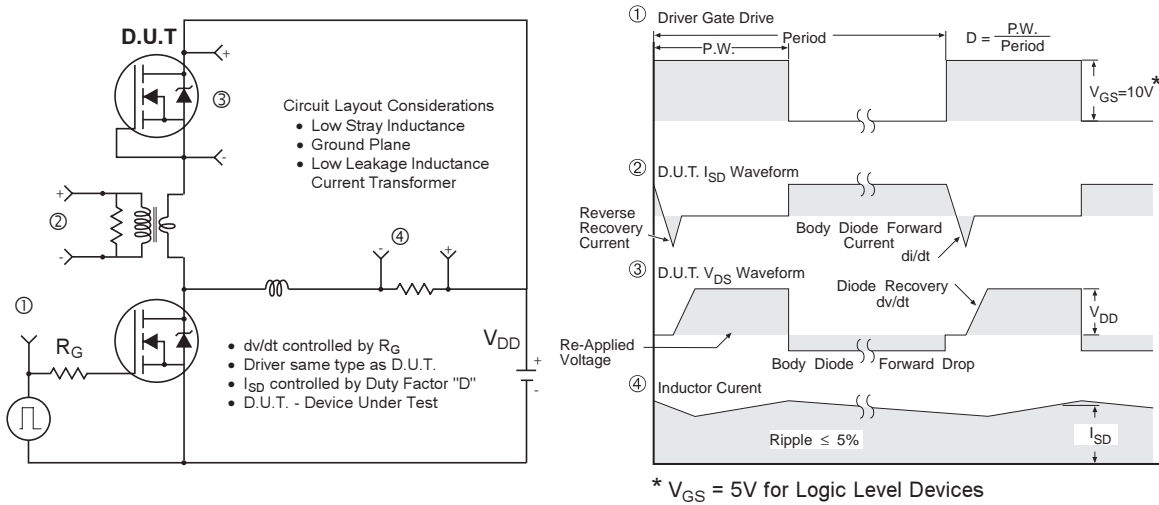 D.U.T
+
③
-
Circuit Layout Considerations
• Low Stray Inductance
• Ground Plane
• Low Leakage Inductance
Current Transformer
+
②
-
④
-
+
①
R_G
• dv/dt controlled by R_G
• Driver same type as D.U.T.
• I_SD controlled by Duty Factor "D"
• D.U.T. - Device Under Test
V_DD
+
-
① Driver Gate Drive
P.W.
Period
D = P.W.
Period
V_GS=10V*
② D.U.T. I_SD Waveform
Reverse
Recovery
Current
Body Diode Forward
Current
di/dt
③ D.U.T. V_DS Waveform
Diode Recovery
dv/dt
V_DD
Re-Applied
Voltage
Body Diode Forward Drop
④ Inductor Curent
Ripple ≤ 5%
I_SD
* V_GS = 5V for Logic Level Devices